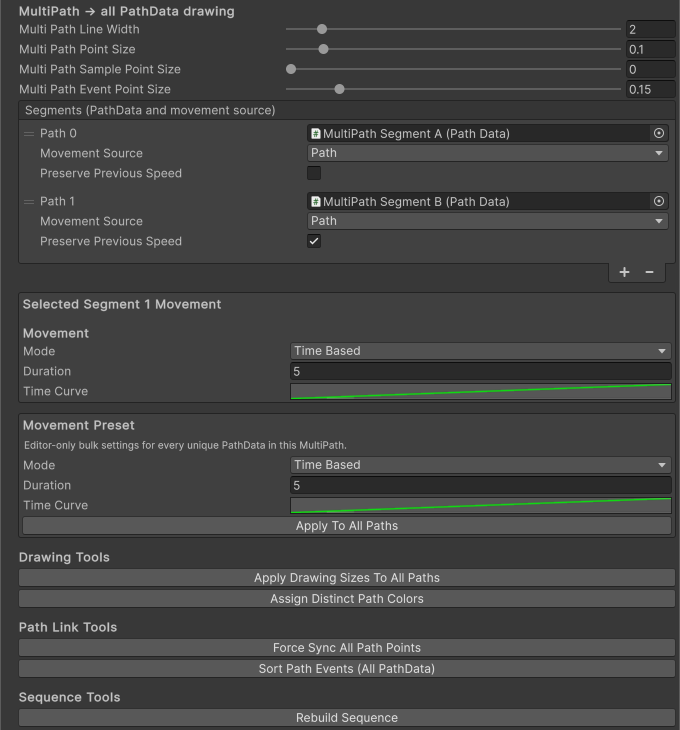 MultiPath → all PathData drawing
Multi Path Line Width 2
Multi Path Point Size 0.1
Multi Path Sample Point Size 0
Multi Path Event Point Size 0.15
Segments (PathData and movement source)
Path 0 MultiPath Segment A (Path Data)
Movement Source Path
Preserve Previous Speed
Path 1 MultiPath Segment B (Path Data)
Movement Source Path
Preserve Previous Speed
+ −
Selected Segment 1 Movement
Movement
Mode Time Based
Duration 5
Time Curve
Movement Preset
Editor-only bulk settings for every unique PathData in this MultiPath.
Mode Time Based
Duration 5
Time Curve
Apply To All Paths
Drawing Tools
Apply Drawing Sizes To All Paths
Assign Distinct Path Colors
Path Link Tools
Force Sync All Path Points
Sort Path Events (All PathData)
Sequence Tools
Rebuild Sequence